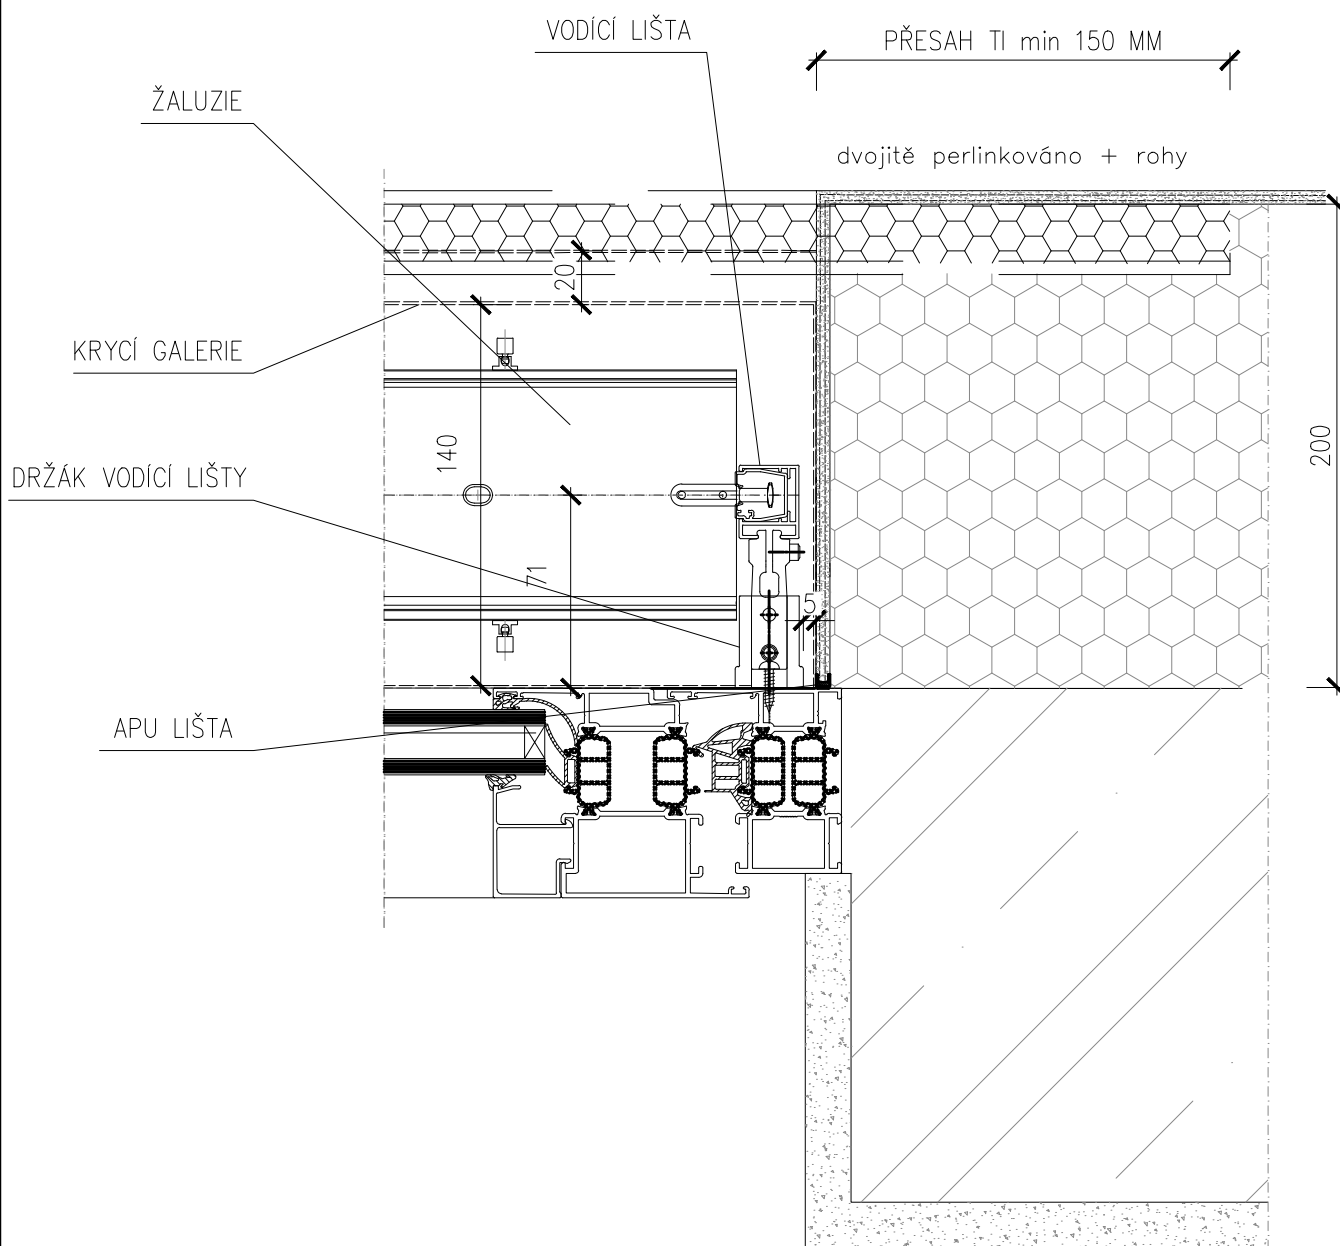 VODÍCÍ LIŠTA
PŘESAH TI min 150 MM
ŽALUZIE
dvojitě perlinkováno + rohy
20
KRYCÍ GALERIE
140
200
DRŽÁK VODÍCÍ LIŠTY
71
5
APU LIŠTA